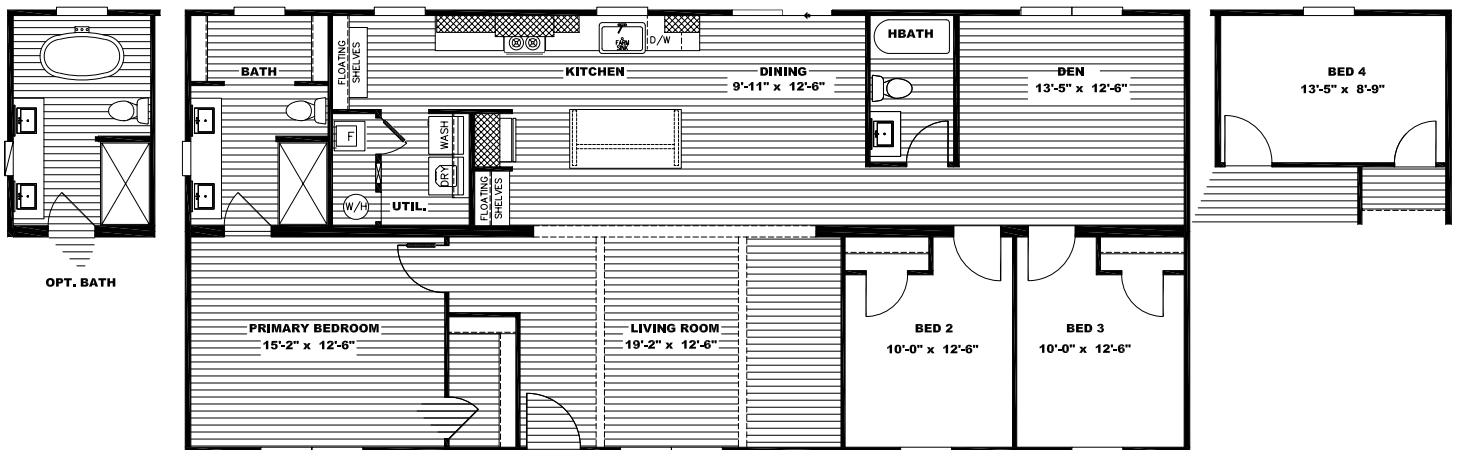 OPT. BATH
BATH
FLOATING
SHELVES
KITCHEN
FARM
SINK
D/W
DINING
9'-11" x 12'-6"
HBATH
DEN
13'-5" x 12'-6"
BED 4
13'-5" x 8'-9"
F
WASH
DRY
W/H
UTIL.
FLOATING
SHELVES
PRIMARY BEDROOM
15'-2" x 12'-6"
LIVING ROOM
19'-2" x 12'-6"
BED 2
10'-0" x 12'-6"
BED 3
10'-0" x 12'-6"